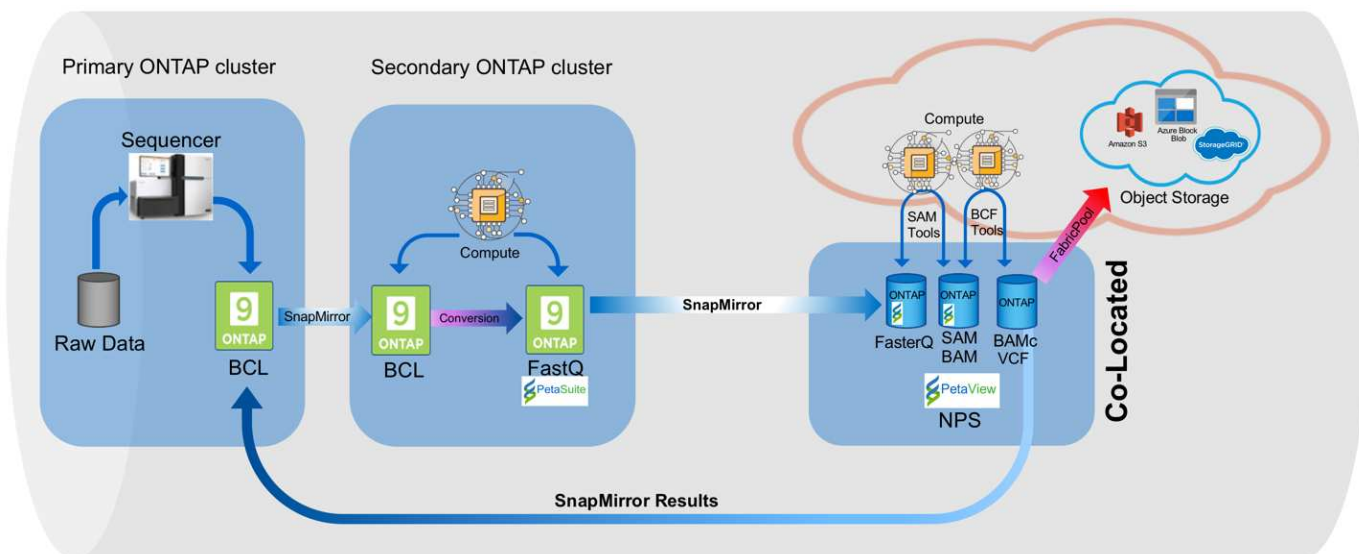 Primary ONTAP cluster
Secondary ONTAP cluster
Sequencer
Raw Data
9
ONTAP
BCL
SnapMirror
Compute
9
ONTAP
BCL
Conversion
9
ONTAP
FastQ
PetaSuite
SnapMirror
Compute
SAM
Tools
BCF
Tools
Amazon S3
Azure Block
Blob
StorageGRID
Object Storage
FabricPool
ONTAP
FasterQ
ONTAP
SAM
BAM
ONTAP
BAMc
VCF
PetaView
NPS
Co-Located
SnapMirror Results